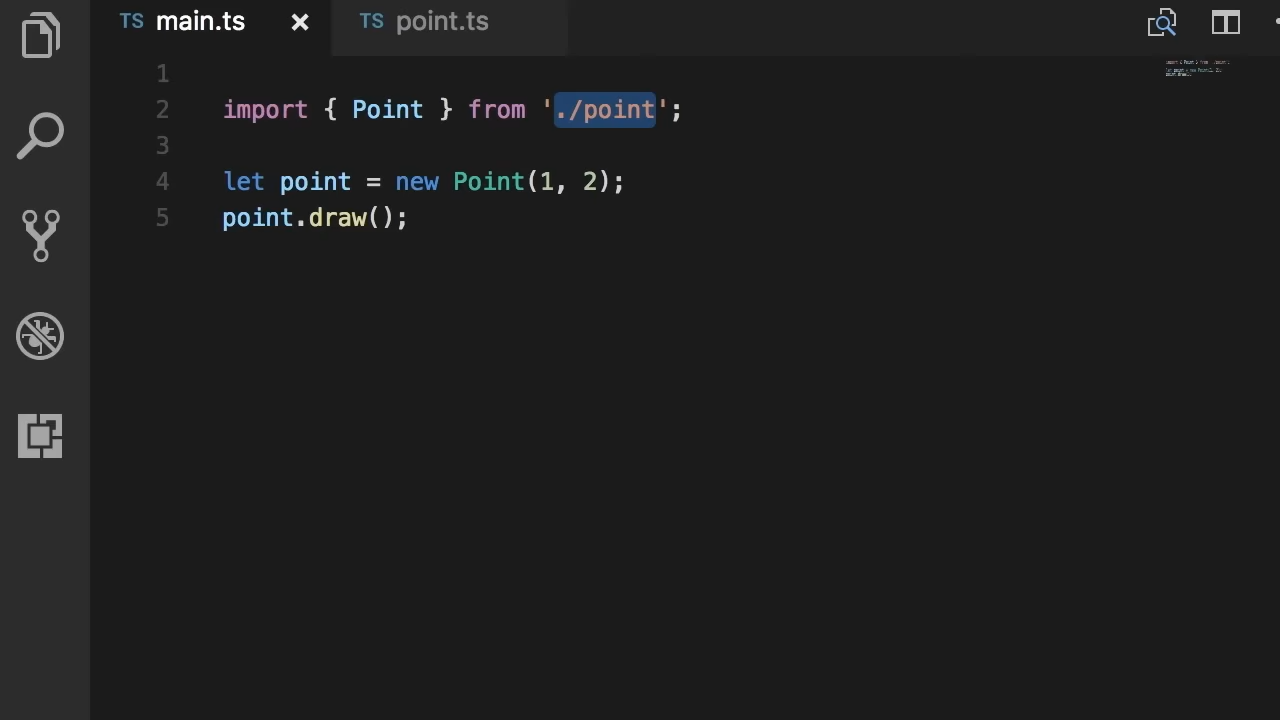 TS main.ts × TS point.ts
1
2 import { Point } from './point';
3
4 let point = new Point(1, 2);
5 point.draw();